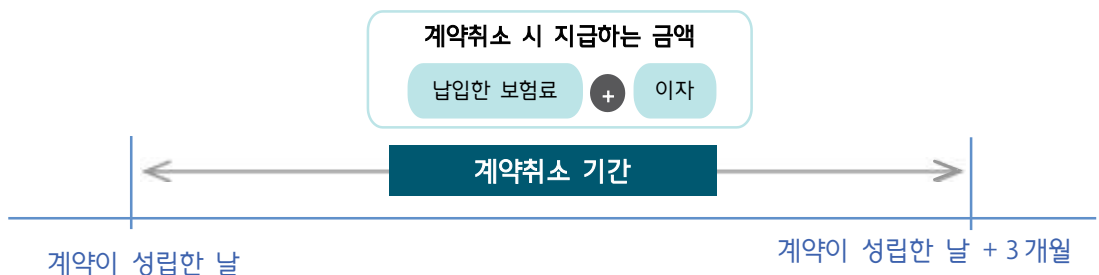 계약취소 시 지급하는 금액
납입한 보험료 + 이자
계약취소 기간
계약이 성립한 날
계약이 성립한 날 + 3개월